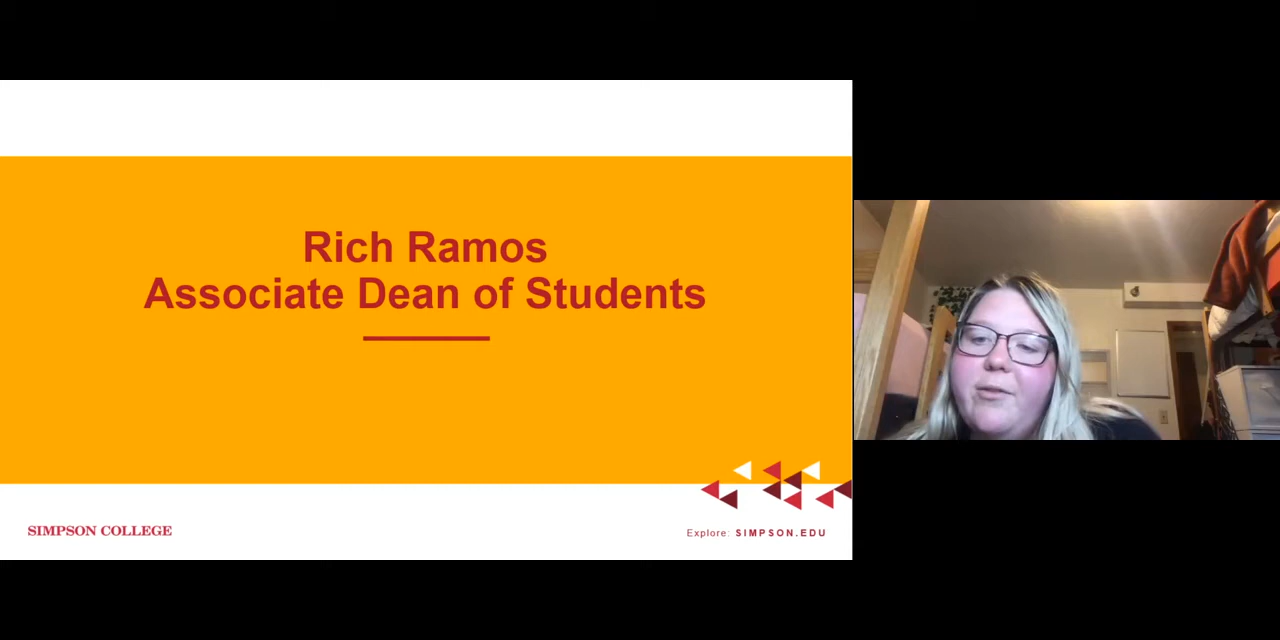 Rich Ramos
Associate Dean of Students
SIMPSON COLLEGE
Explore: SIMPSON.EDU